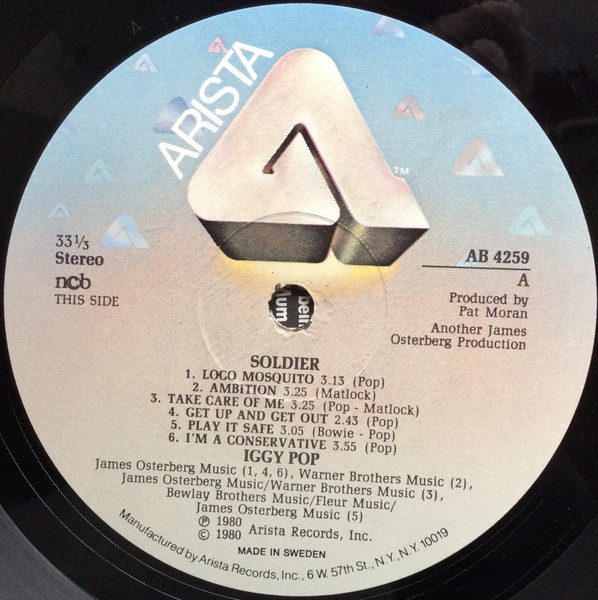 ARISTA
TM
33⅓
Stereo
ncb
THIS SIDE
AB 4259
A
Produced by
Pat Moran
Another James
Osterberg Production
SOLDIER
1. LOCO MOSQUITO 3.13 (Pop)
2. AMBITION 3.25 (Matlock)
3. TAKE CARE OF ME 3.25 (Pop - Matlock)
4. GET UP AND GET OUT 2.43 (Pop)
5. PLAY IT SAFE 3.05 (Bowie - Pop)
6. I'M A CONSERVATIVE 3.55 (Pop)
IGGY POP
James Osterberg Music (1, 4, 6), Warner Brothers Music (2),
James Osterberg Music/Warner Brothers Music (3),
Bewlay Brothers Music/Fleur Music/
James Osterberg Music (5)
℗ 1980
© 1980 Arista Records, Inc.
MADE IN SWEDEN
Manufactured by Arista Records, Inc., 6 W. 57th St., N.Y., N.Y. 10019